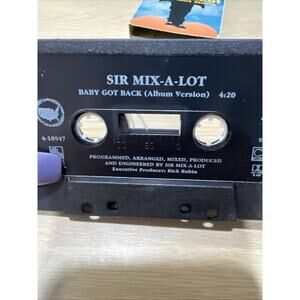 SIR MIX-A-LOT
BABY GOT BACK (Album Version) 4:20
4-18947
PROGRAMMED, ARRANGED, MIXED, PRODUCED
AND ENGINEERED BY SIR MIX-A-LOT
Executive Producer: Rick Rubin